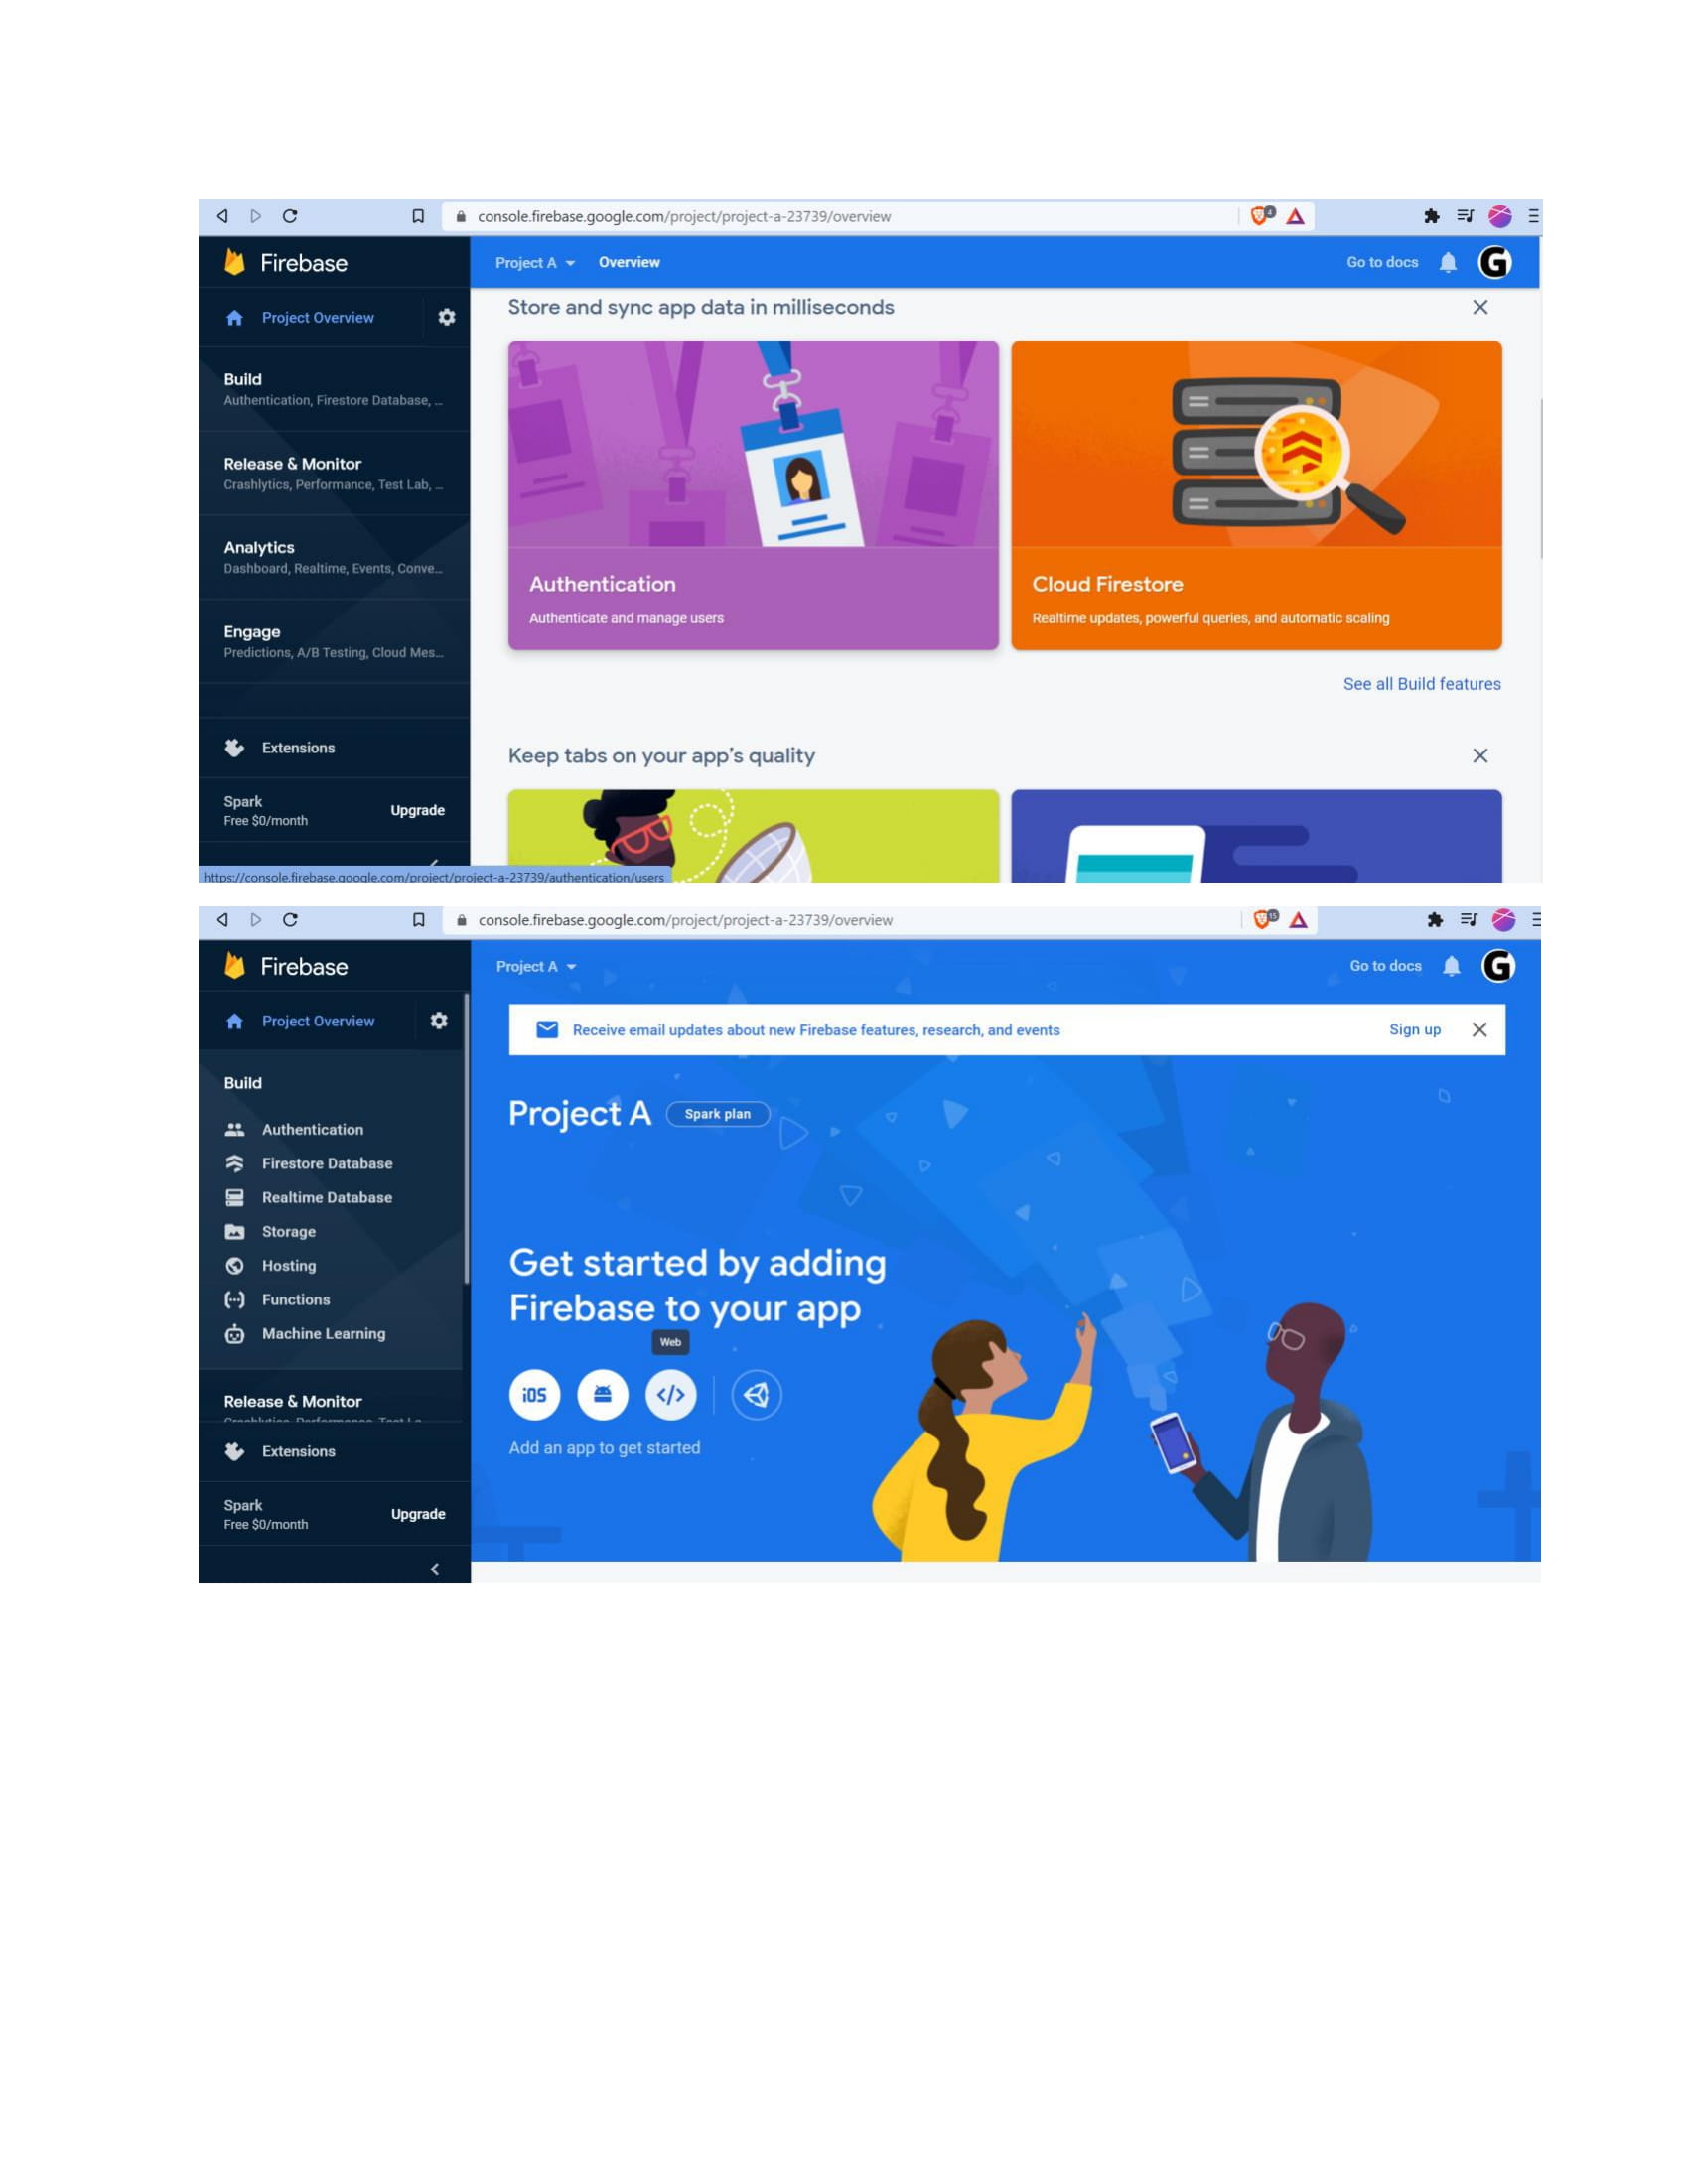 console.firebase.google.com/project/project-a-23739/overview
4
Firebase
Project A
Overview
Go to docs
G
Project Overview
Store and sync app data in milliseconds
Build
Authentication, Firestore Database, ...
Release & Monitor
Crashlytics, Performance, Test Lab, ...
Analytics
Dashboard, Realtime, Events, Conve...
Engage
Predictions, A/B Testing, Cloud Mes...
Extensions
Spark
Free $0/month
Upgrade
Authentication
Authenticate and manage users
Cloud Firestore
Realtime updates, powerful queries, and automatic scaling
See all Build features
Keep tabs on your app's quality
https://console.firebase.google.com/project/project-a-23739/authentication/users
console.firebase.google.com/project/project-a-23739/overview
15
Firebase
Project A
Go to docs
G
Project Overview
Receive email updates about new Firebase features, research, and events
Sign up
Build
Authentication
Firestore Database
Realtime Database
Storage
Hosting
Functions
Machine Learning
Release & Monitor
Crashlytics, Performance, Test La
Extensions
Spark
Free $0/month
Upgrade
Project A
Spark plan
Get started by adding
Firebase to your app
Web
iOS
</>
Add an app to get started